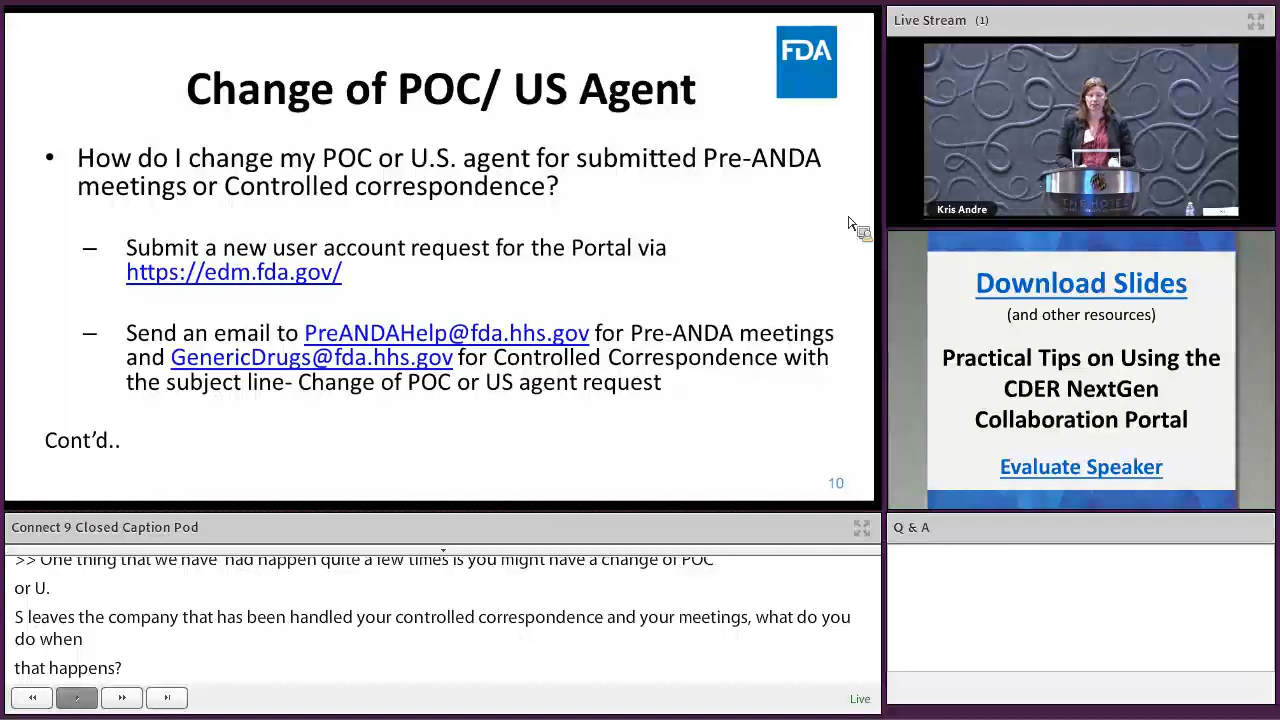 FDA
Change of POC/ US Agent
• How do I change my POC or U.S. agent for submitted Pre-ANDA
meetings or Controlled correspondence?
– Submit a new user account request for the Portal via
https://edm.fda.gov/
– Send an email to PreANDAHelp@fda.hhs.gov for Pre-ANDA meetings
and GenericDrugs@fda.hhs.gov for Controlled Correspondence with
the subject line- Change of POC or US agent request
Cont’d..
10
Live Stream (1)
THE HOTEL
Kris Andre
Download Slides
(and other resources)
Practical Tips on Using the
CDER NextGen
Collaboration Portal
Evaluate Speaker
Connect 9 Closed Caption Pod
>> One thing that we have had happen quite a few times is you might have a change of POC
or U.
S leaves the company that has been handled your controlled correspondence and your meetings, what do you
do when
that happens?
Live
Q & A